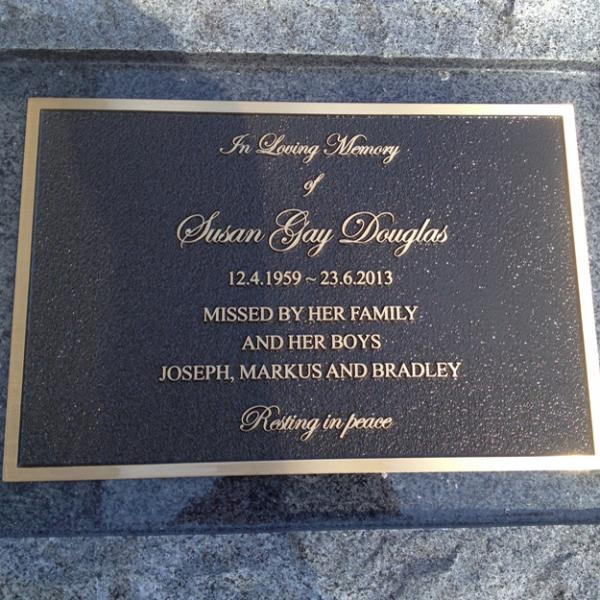 In Loving Memory
of
Susan Gay Douglas
12.4.1959 ~ 23.6.2013
MISSED BY HER FAMILY
AND HER BOYS
JOSEPH, MARKUS AND BRADLEY
Resting in peace